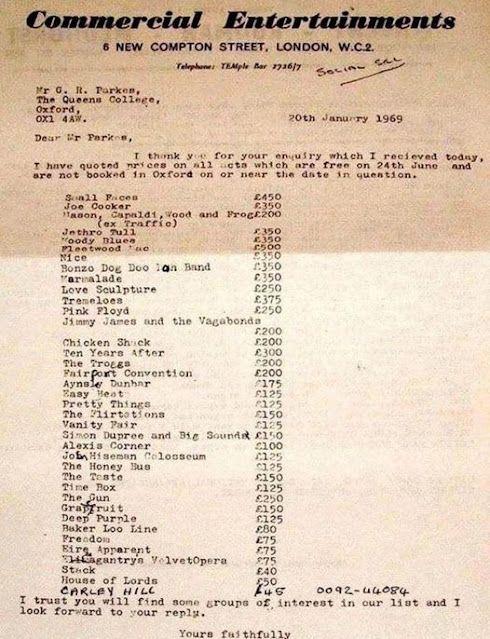 Commercial Entertainments
6 NEW COMPTON STREET, LONDON, W.C.2.
Telephone: TEMple Bar 2726/7
SOCIAL SEC
Mr G. R. Parkes,
The Queens College,
Oxford,
OX1 4AW.
20th January 1969
Dear Mr Parkes,
I thank you for your enquiry which I recieved today,
I have quoted prices on all acts which are free on 24th June and
are not booked in Oxford on or near the date in question.
Small Faces £450
Joe Cocker £350
Mason, Capaldi,Wood and Frog£200
(ex Traffic)
Jethro Tull £350
Moody Blues £350
Fleetwood Mac £500
Nice £350
Bonzo Dog Doo Dan Band £350
Marmalade £350
Love Sculpture £250
Tremeloes £375
Pink Floyd £250
Jimmy James and the Vagabonds
£200
Chicken Shack £200
Ten Years After £300
The Troggs £200
Fairport Convention £200
Aynsle Dunbar £175
Easy Beat £125
Pretty Things £125
The Flirtations £150
Vanity Fair £125
Simon Dupree and Big Sound £150
Alexis Corner £100
Jon Hiseman Colosseum £125
The Honey Bus £125
The Taste £150
Time Box £125
The Gun £250
Grapfruit £150
Deep Purple £125
Baker Loo Line £80
Freedom £75
Eire Apparent £75
Elizagantrys VelvetOpera £75
Stack £40
House of Lords £50
CARLEY HILL £45 0092-44084
I trust you will find some groups of interest in our list and I
look forward to your reply.
Yours faithfully